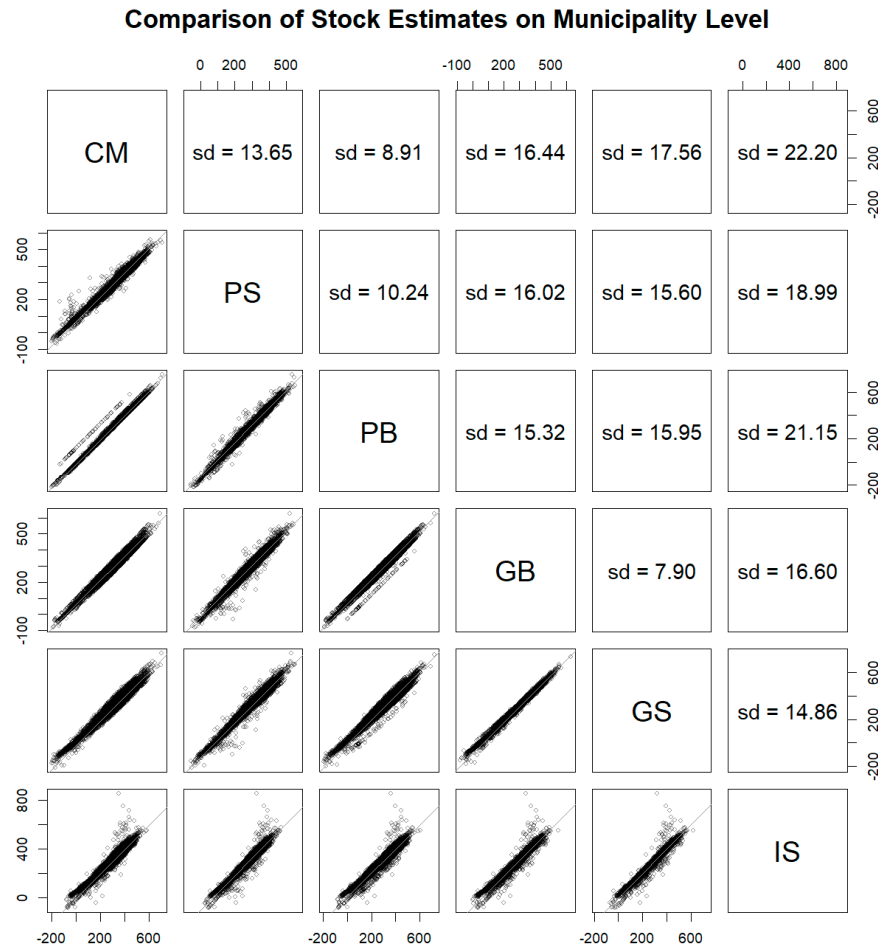 Comparison of Stock Estimates on Municipality Level
0 200 500
-100 200 500
0 400 800
CM
sd = 13.65
sd = 8.91
sd = 16.44
sd = 17.56
sd = 22.20
-200 200 600
-100 200 500
PS
sd = 10.24
sd = 16.02
sd = 15.60
sd = 18.99
PB
sd = 15.32
sd = 15.95
sd = 21.15
-200 200 600
-100 200 500
GB
sd = 7.90
sd = 16.60
GS
sd = 14.86
-200 200 600
0 400 800
IS
-200 200 600
-200 200 600
-200 200 600